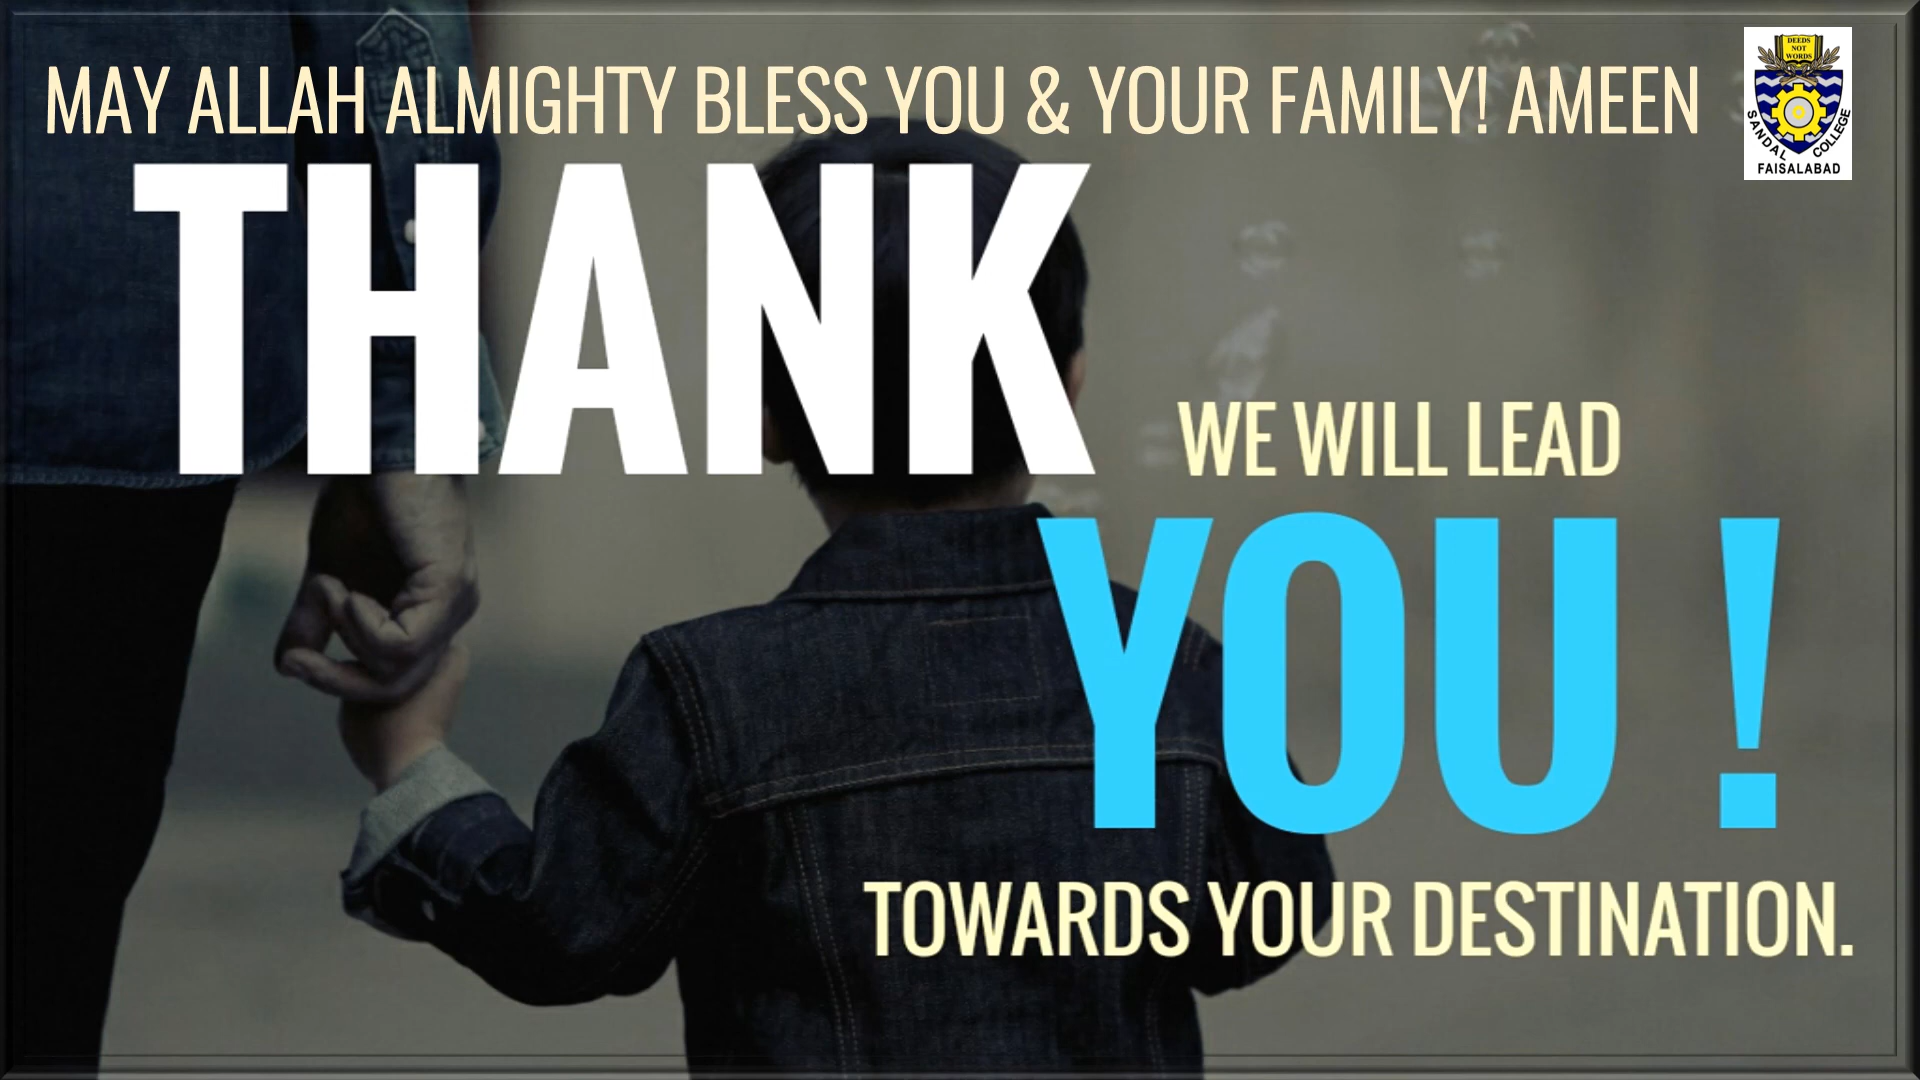 MAY ALLAH ALMIGHTY BLESS YOU & YOUR FAMILY! AMEEN
DEEDS
NOT
WORDS
SANDAL COLLEGE
FAISALABAD
THANK
WE WILL LEAD
YOU !
TOWARDS YOUR DESTINATION.